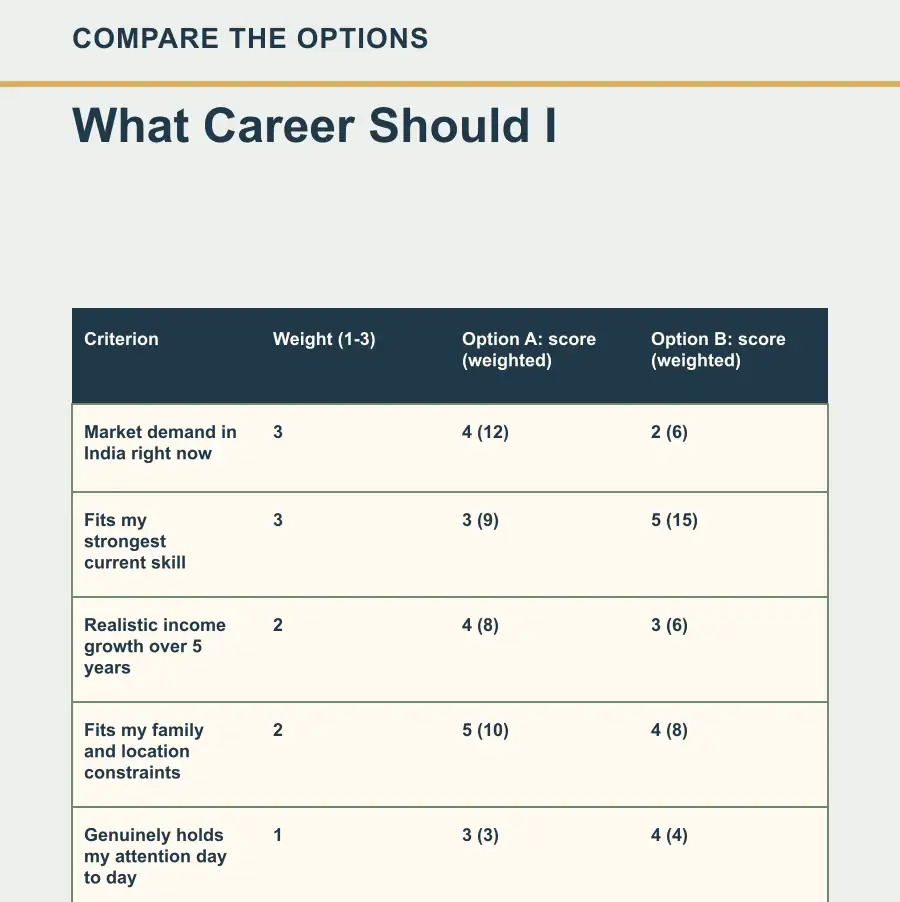 COMPARE THE OPTIONS
What Career Should I
Criterion
Weight (1-3)
Option A: score
(weighted)
Option B: score
(weighted)
Market demand in
India right now
3
4 (12)
2 (6)
Fits my
strongest
current skill
3
3 (9)
5 (15)
Realistic income
growth over 5
years
2
4 (8)
3 (6)
Fits my family
and location
constraints
2
5 (10)
4 (8)
Genuinely holds
my attention day
to day
1
3 (3)
4 (4)